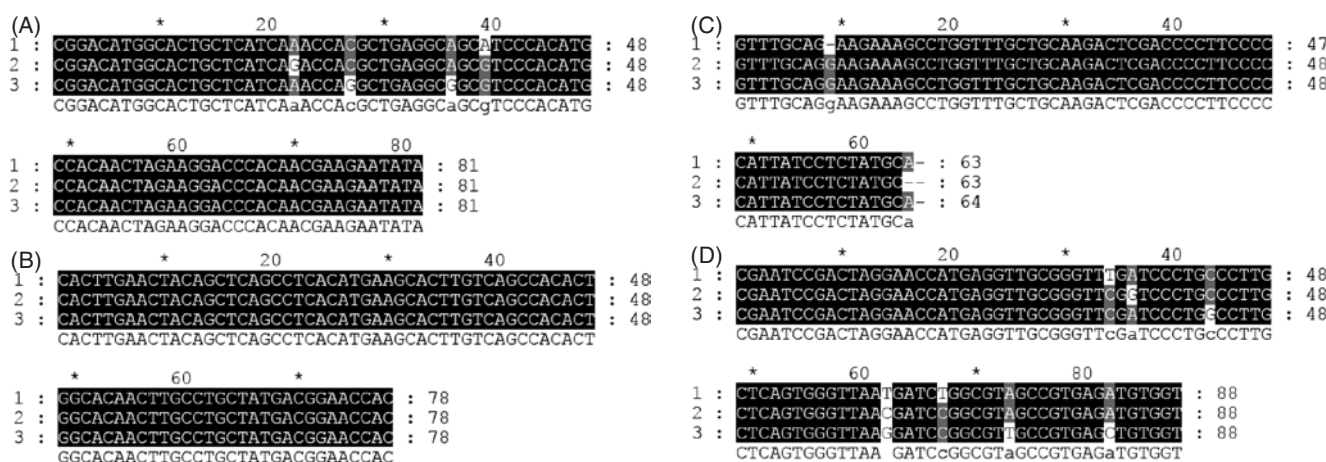 (A)
* 20 * 40
1 : CGGACATGGCACTGCTCATCAAACCACGCTGAGGCAGCATCCCACATG : 48
2 : CGGACATGGCACTGCTCATCAGACCACGCTGAGGCAGCGTCCCACATG : 48
3 : CGGACATGGCACTGCTCATCAAACCAGGCTGAGGCGGCGTCCCACATG : 48
CGGACATGGCACTGCTCATCAaACCAcGCTGAGGCaGCgTCCCACATG
* 60 * 80
1 : CCACAACTAGAAGGACCCACAACGAAGAATATA : 81
2 : CCACAACTAGAAGGACCCACAACGAAGAATATA : 81
3 : CCACAACTAGAAGGACCCACAACGAAGAATATA : 81
CCACAACTAGAAGGACCCACAACGAAGAATATA
(B)
* 20 * 40
1 : CACTTGAACTACAGCTCAGCCTCACATGAAGCACTTGTCAGCCACACT : 48
2 : CACTTGAACTACAGCTCAGCCTCACATGAAGCACTTGTCAGCCACACT : 48
3 : CACTTGAACTACAGCTCAGCCTCACATGAAGCACTTGTCAGCCACACT : 48
CACTTGAACTACAGCTCAGCCTCACATGAAGCACTTGTCAGCCACACT
* 60 *
1 : GGCACAACTTGCCTGCTATGACGGAACCAC : 78
2 : GGCACAACTTGCCTGCTATGACGGAACCAC : 78
3 : GGCACAACTTGCCTGCTATGACGGAACCAC : 78
GGCACAACTTGCCTGCTATGACGGAACCAC
(C)
* 20 * 40
1 : GTTTGCAG-AAGAAAGCCTGGTTTGCTGCAAGACTCGACCCCTTCCCC : 47
2 : GTTTGCAGGAAGAAAGCCTGGTTTGCTGCAAGACTCGACCCCTTCCCC : 48
3 : GTTTGCAGGAAGAAAGCCTGGTTTGCTGCAAGACTCGACCCCTTCCCC : 48
GTTTGCAGgAAGAAAGCCTGGTTTGCTGCAAGACTCGACCCCTTCCCC
* 60
1 : CATTATCCTCTATGCA- : 63
2 : CATTATCCTCTATGC-- : 63
3 : CATTATCCTCTATGCA- : 64
CATTATCCTCTATGCa
(D)
* 20 * 40
1 : CGAATCCGACTAGGAACCATGAGGTTGCGGGTTTGATCCCTGCCCTTG : 48
2 : CGAATCCGACTAGGAACCATGAGGTTGCGGGTTCGGTCCCTGCCCTTG : 48
3 : CGAATCCGACTAGGAACCATGAGGTTGCGGGTTCGATCCCTGGCCTTG : 48
CGAATCCGACTAGGAACCATGAGGTTGCGGGTTcGaTCCCTGcCCTTG
* 60 * 80
1 : CTCAGTGGGTTAATGATCTGGCGTAGCCGTGAGATGTGGT : 88
2 : CTCAGTGGGTTAACGATCCGGCGTAGCCGTGAGATGTGGT : 88
3 : CTCAGTGGGTTAAGGATCCGGCGTTGCCGTGAGCTGTGGT : 88
CTCAGTGGGTTAA GATCcGGCGTaGCCGTGAGaTGTGGT